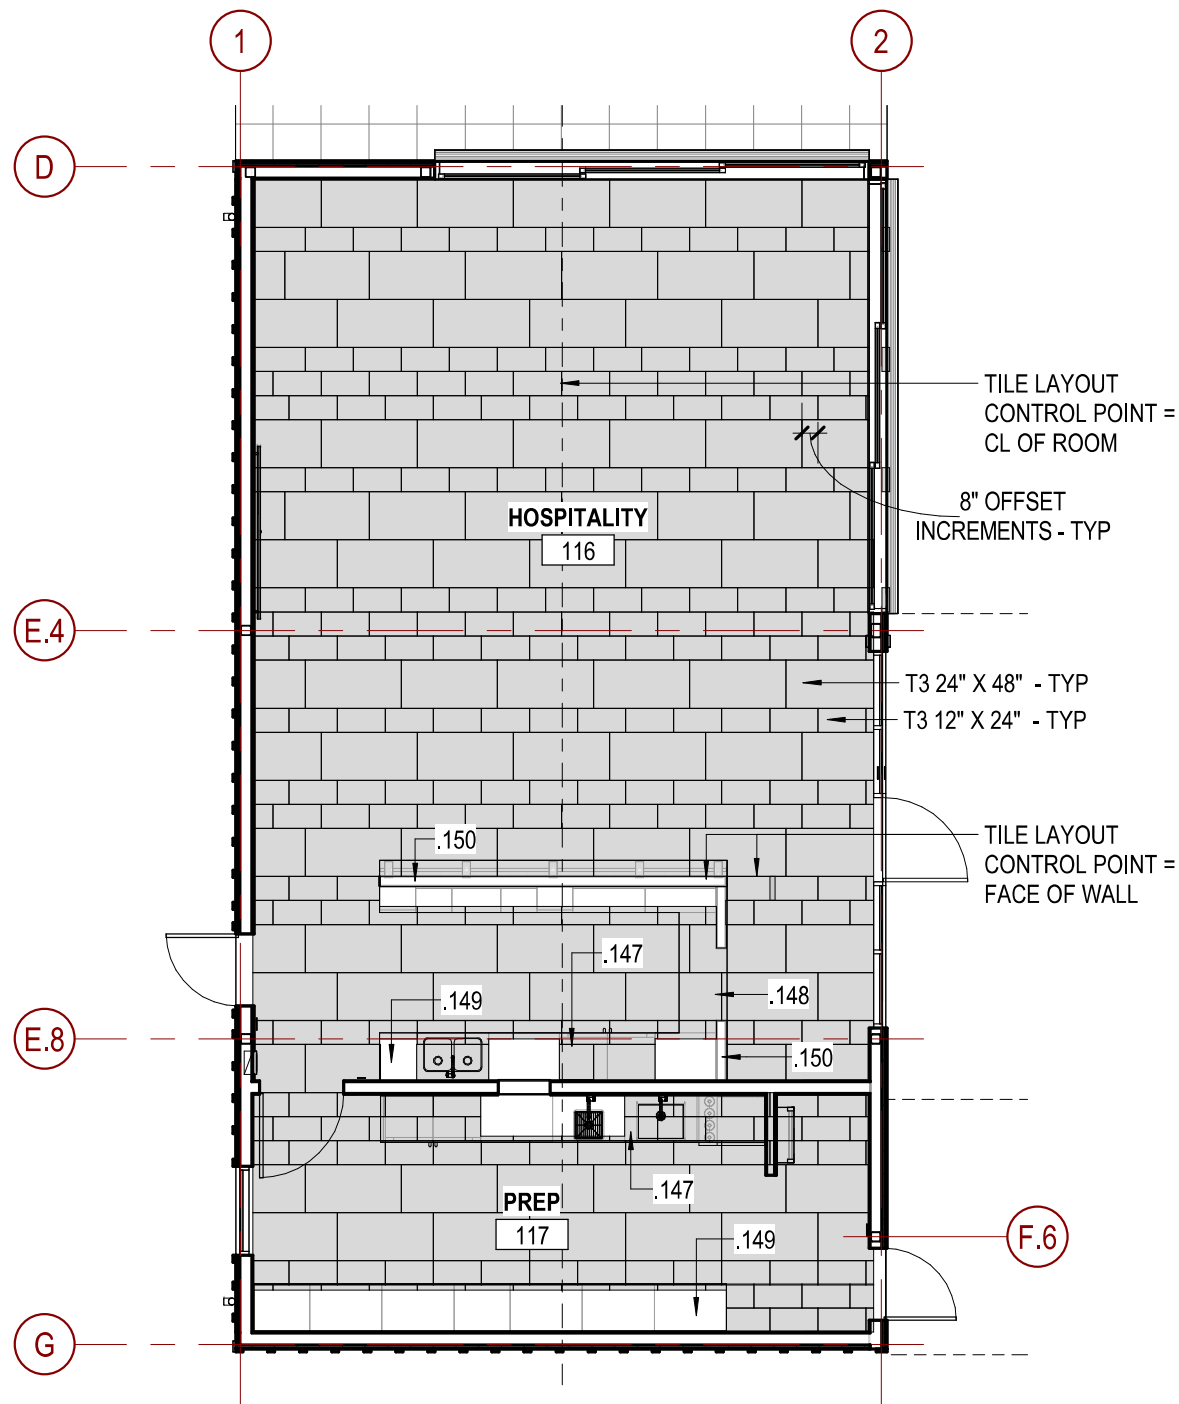 1
2
D
TILE LAYOUT
CONTROL POINT =
CL OF ROOM
8" OFFSET
INCREMENTS - TYP
HOSPITALITY
116
E.4
T3 24" X 48" - TYP
T3 12" X 24" - TYP
TILE LAYOUT
CONTROL POINT =
FACE OF WALL
.150
.147
.149
.148
E.8
.150
.147
PREP
117
.149
F.6
G